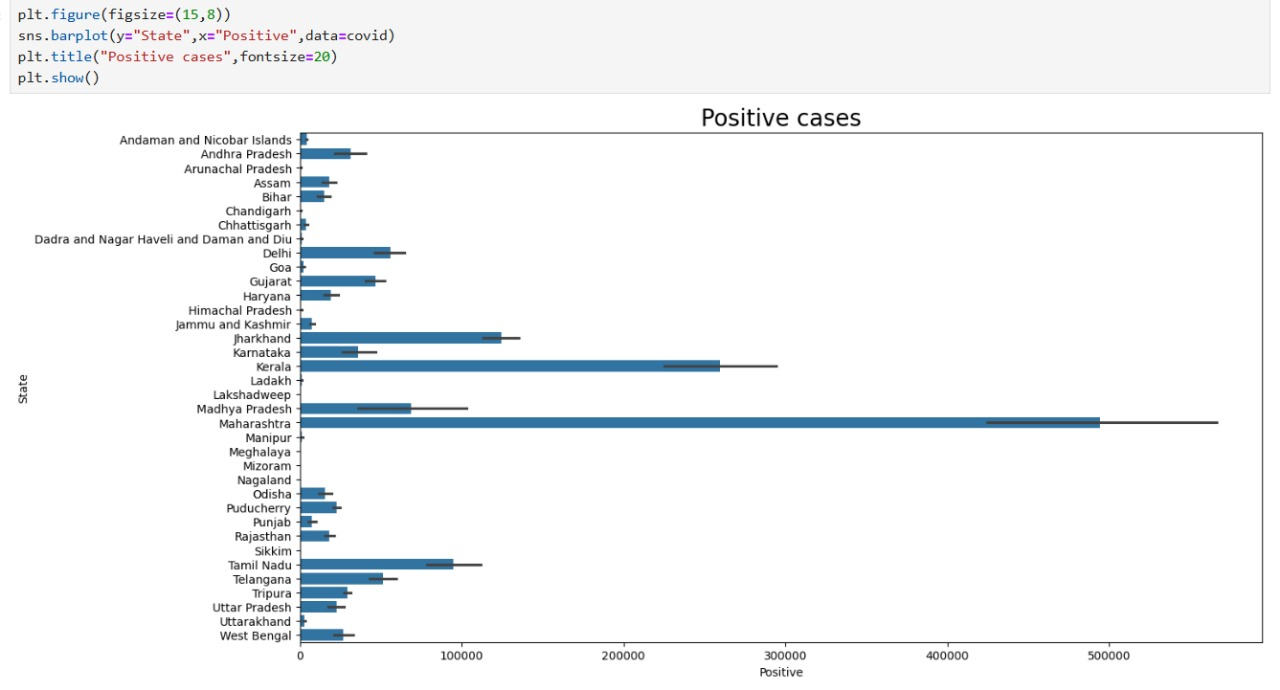 plt.figure(figsize=(15,8))
sns.barplot(y="State",x="Positive",data=covid)
plt.title("Positive cases",fontsize=20)
plt.show()
Positive cases
Andaman and Nicobar Islands
Andhra Pradesh
Arunachal Pradesh
Assam
Bihar
Chandigarh
Chhattisgarh
Dadra and Nagar Haveli and Daman and Diu
Delhi
Goa
Gujarat
Haryana
Himachal Pradesh
Jammu and Kashmir
Jharkhand
Karnataka
Kerala
Ladakh
Lakshadweep
Madhya Pradesh
Maharashtra
Manipur
Meghalaya
Mizoram
Nagaland
Odisha
Puducherry
Punjab
Rajasthan
Sikkim
Tamil Nadu
Telangana
Tripura
Uttar Pradesh
Uttarakhand
West Bengal
State
0 100000 200000 300000 400000 500000
Positive